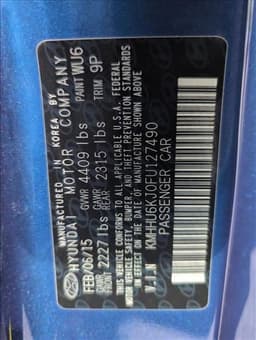 MANUFACTURED IN KOREA
HYUNDAI MOTOR COMPANY
FEB/06/15 PAINT WU6
GVWR 4409 lbs TRIM 9P
GAWR FRONT 2227 lbs GAWR REAR 2315 lbs
THIS VEHICLE CONFORMS TO ALL APPLICABLE U.S. FEDERAL
MOTOR VEHICLE SAFETY, BUMPER, AND THEFT PREVENTION
STANDARDS IN EFFECT ON THE DATE OF MANUFACTURE SHOWN ABOVE
V.I.N KMHHU6KJ0FU127490
PASSENGER CAR